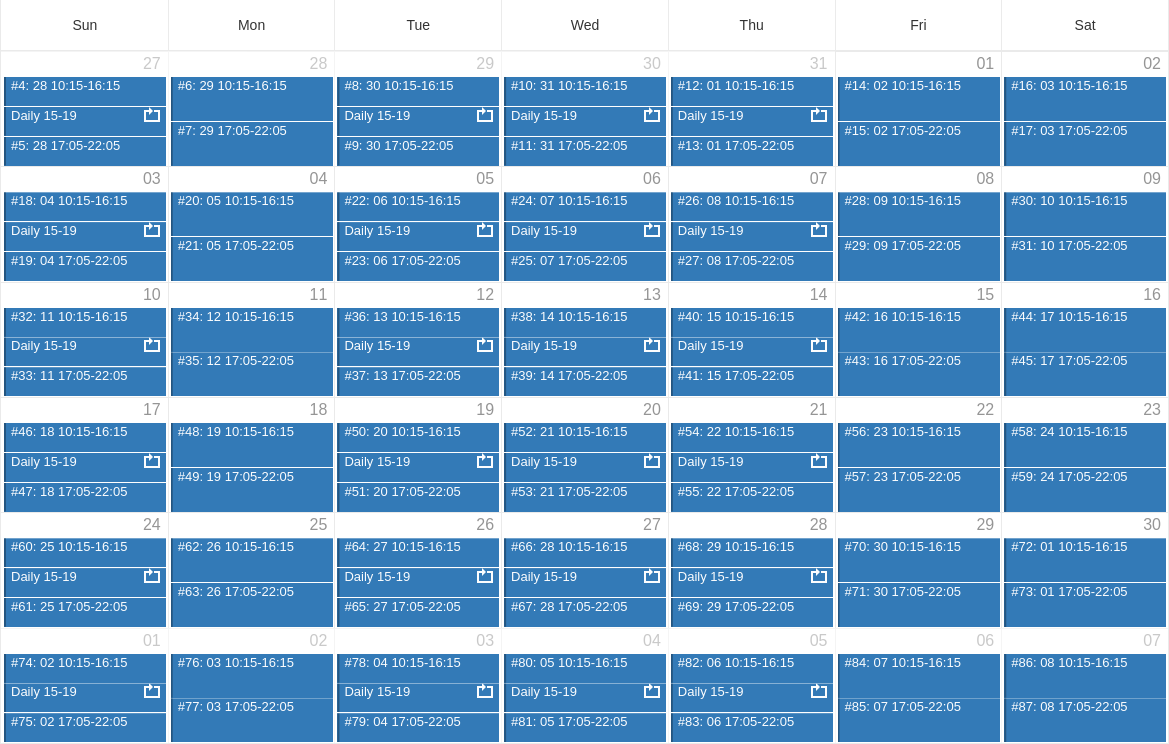 Sun Mon Tue Wed Thu Fri Sat
27 28 29 30 31 01 02
#4: 28 10:15-16:15 #6: 29 10:15-16:15 #8: 30 10:15-16:15 #10: 31 10:15-16:15 #12: 01 10:15-16:15 #14: 02 10:15-16:15 #16: 03 10:15-16:15
Daily 15-19 Daily 15-19 Daily 15-19 Daily 15-19
#7: 29 17:05-22:05 #15: 02 17:05-22:05 #17: 03 17:05-22:05
#5: 28 17:05-22:05 #9: 30 17:05-22:05 #11: 31 17:05-22:05 #13: 01 17:05-22:05
03 04 05 06 07 08 09
#18: 04 10:15-16:15 #20: 05 10:15-16:15 #22: 06 10:15-16:15 #24: 07 10:15-16:15 #26: 08 10:15-16:15 #28: 09 10:15-16:15 #30: 10 10:15-16:15
Daily 15-19 Daily 15-19 Daily 15-19 Daily 15-19
#21: 05 17:05-22:05 #29: 09 17:05-22:05 #31: 10 17:05-22:05
#19: 04 17:05-22:05 #23: 06 17:05-22:05 #25: 07 17:05-22:05 #27: 08 17:05-22:05
10 11 12 13 14 15 16
#32: 11 10:15-16:15 #34: 12 10:15-16:15 #36: 13 10:15-16:15 #38: 14 10:15-16:15 #40: 15 10:15-16:15 #42: 16 10:15-16:15 #44: 17 10:15-16:15
Daily 15-19 Daily 15-19 Daily 15-19 Daily 15-19
#35: 12 17:05-22:05 #43: 16 17:05-22:05 #45: 17 17:05-22:05
#33: 11 17:05-22:05 #37: 13 17:05-22:05 #39: 14 17:05-22:05 #41: 15 17:05-22:05
17 18 19 20 21 22 23
#46: 18 10:15-16:15 #48: 19 10:15-16:15 #50: 20 10:15-16:15 #52: 21 10:15-16:15 #54: 22 10:15-16:15 #56: 23 10:15-16:15 #58: 24 10:15-16:15
Daily 15-19 Daily 15-19 Daily 15-19 Daily 15-19
#49: 19 17:05-22:05 #57: 23 17:05-22:05 #59: 24 17:05-22:05
#47: 18 17:05-22:05 #51: 20 17:05-22:05 #53: 21 17:05-22:05 #55: 22 17:05-22:05
24 25 26 27 28 29 30
#60: 25 10:15-16:15 #62: 26 10:15-16:15 #64: 27 10:15-16:15 #66: 28 10:15-16:15 #68: 29 10:15-16:15 #70: 30 10:15-16:15 #72: 01 10:15-16:15
Daily 15-19 Daily 15-19 Daily 15-19 Daily 15-19
#63: 26 17:05-22:05 #71: 30 17:05-22:05 #73: 01 17:05-22:05
#61: 25 17:05-22:05 #65: 27 17:05-22:05 #67: 28 17:05-22:05 #69: 29 17:05-22:05
01 02 03 04 05 06 07
#74: 02 10:15-16:15 #76: 03 10:15-16:15 #78: 04 10:15-16:15 #80: 05 10:15-16:15 #82: 06 10:15-16:15 #84: 07 10:15-16:15 #86: 08 10:15-16:15
Daily 15-19 Daily 15-19 Daily 15-19 Daily 15-19
#77: 03 17:05-22:05 #85: 07 17:05-22:05 #87: 08 17:05-22:05
#75: 02 17:05-22:05 #79: 04 17:05-22:05 #81: 05 17:05-22:05 #83: 06 17:05-22:05